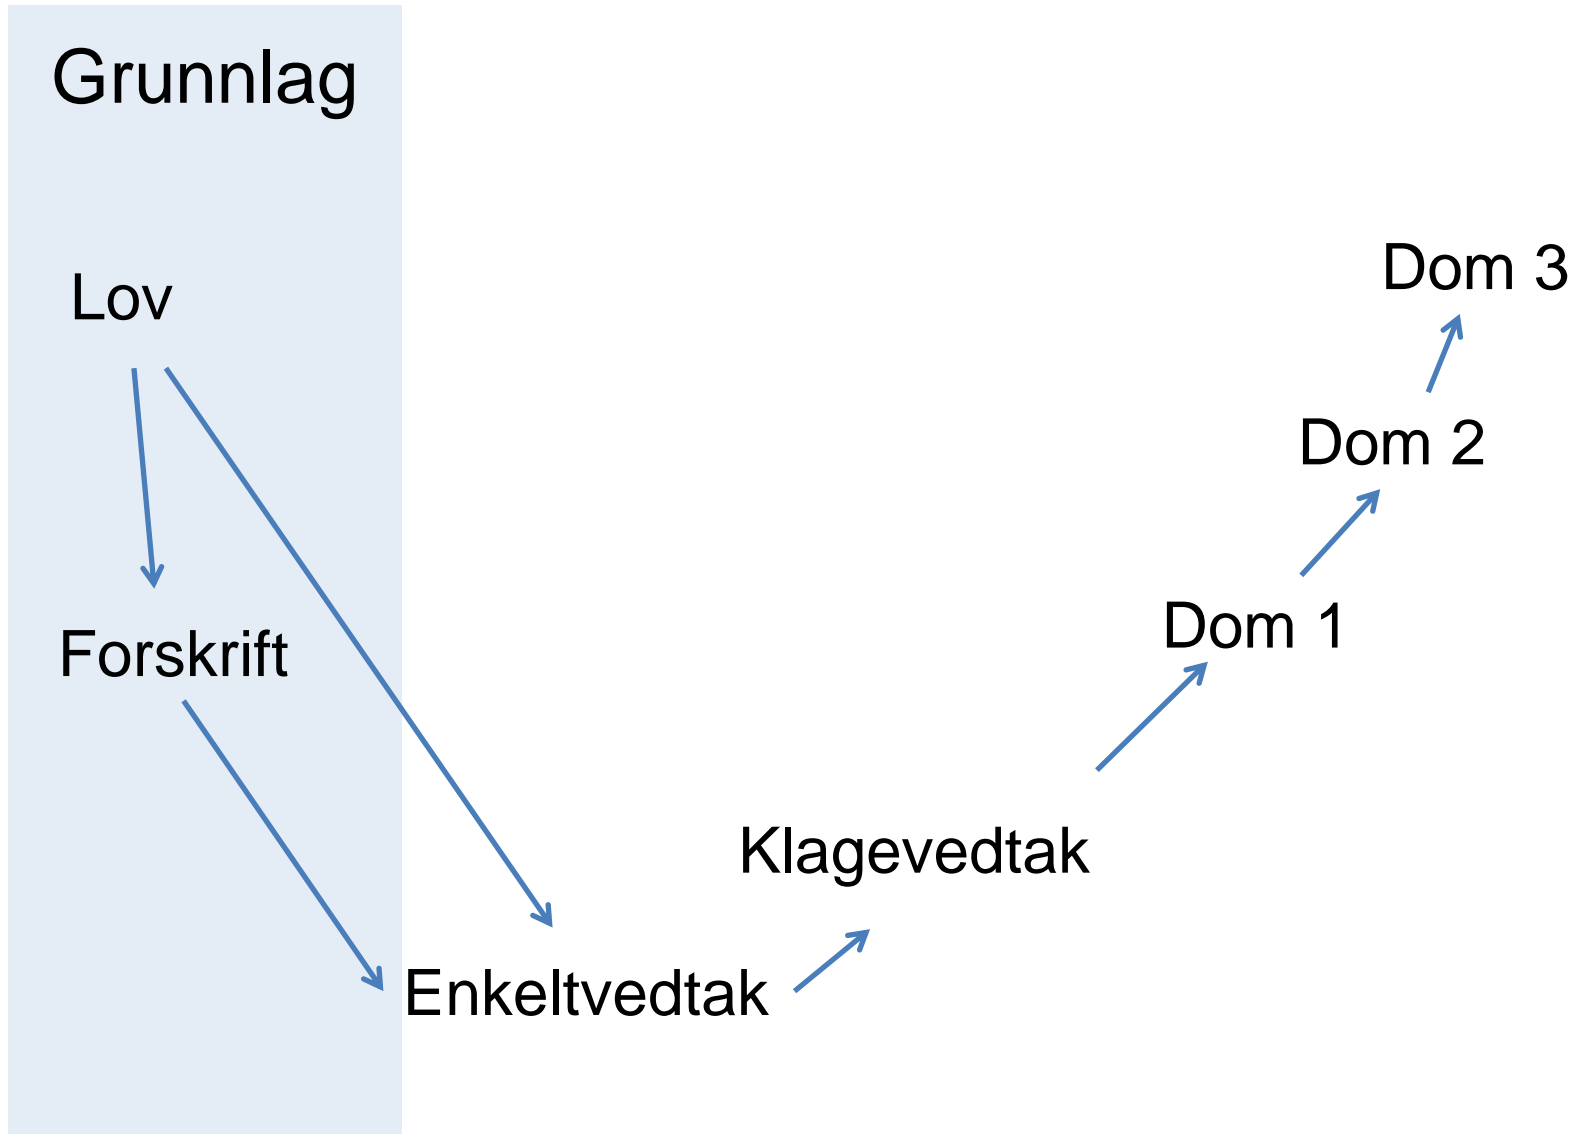 Grunnlag
Lov
Dom 3
Dom 2
Forskrift
Dom 1
Klagevedtak
Enkeltvedtak